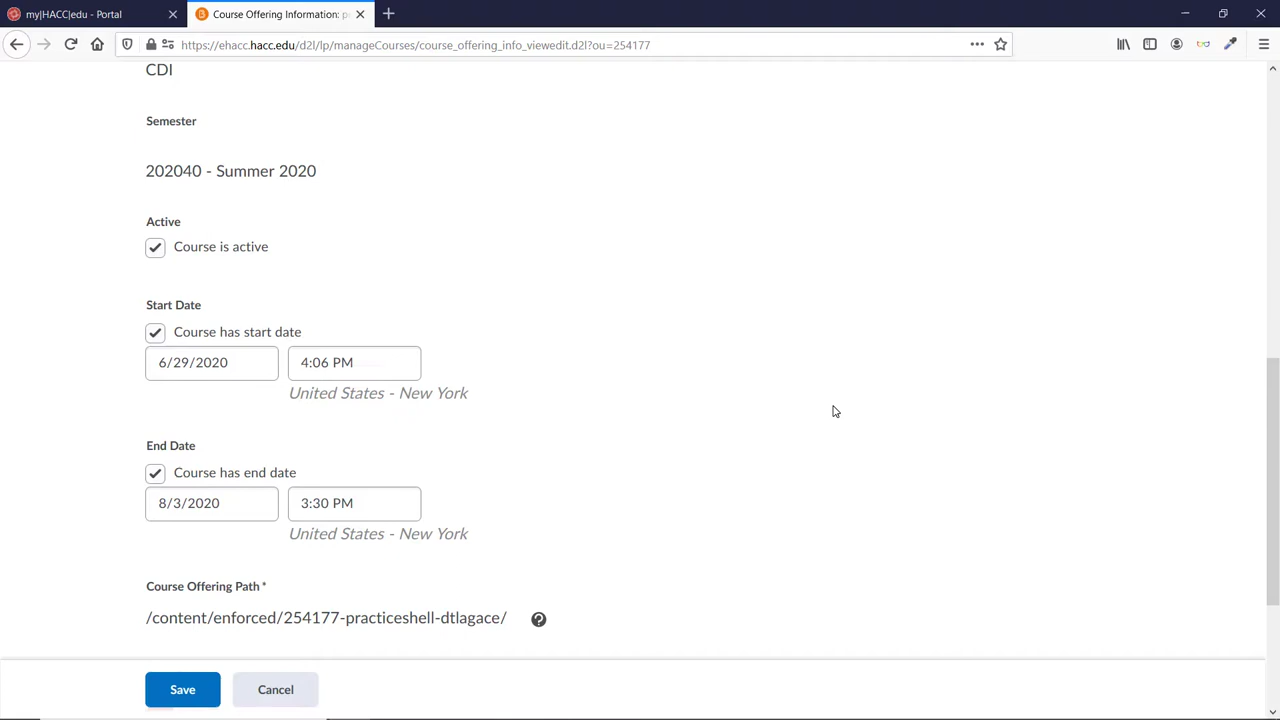 my|HACC|edu - Portal
Course Offering Information: p
https://ehacc.hacc.edu/d2l/lp/manageCourses/course_offering_info_viewedit.d2l?ou=254177
CDI
Semester
202040 - Summer 2020
Active
Course is active
Start Date
Course has start date
6/29/2020 4:06 PM
United States - New York
End Date
Course has end date
8/3/2020 3:30 PM
United States - New York
Course Offering Path *
/content/enforced/254177-practiceshell-dtlagace/
Save Cancel